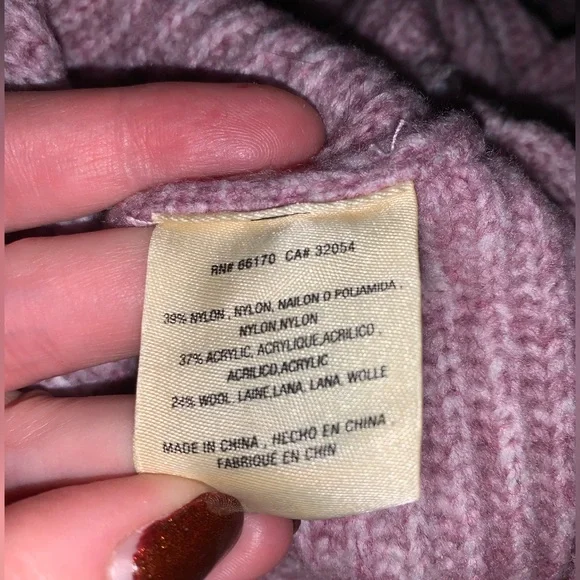 RN# 66170 CA# 32054
39% NYLON , NYLON, NAILON O POLIAMIDA ,
NYLON,NYLON
37% ACRYLIC, ACRYLIQUE,ACRILICO ,
ACRILICO,ACRYLIC
24% WOOL, LAINE,LANA, LANA, WOLLE
MADE IN CHINA , HECHO EN CHINA ,
FABRIQUÉ EN CHIN